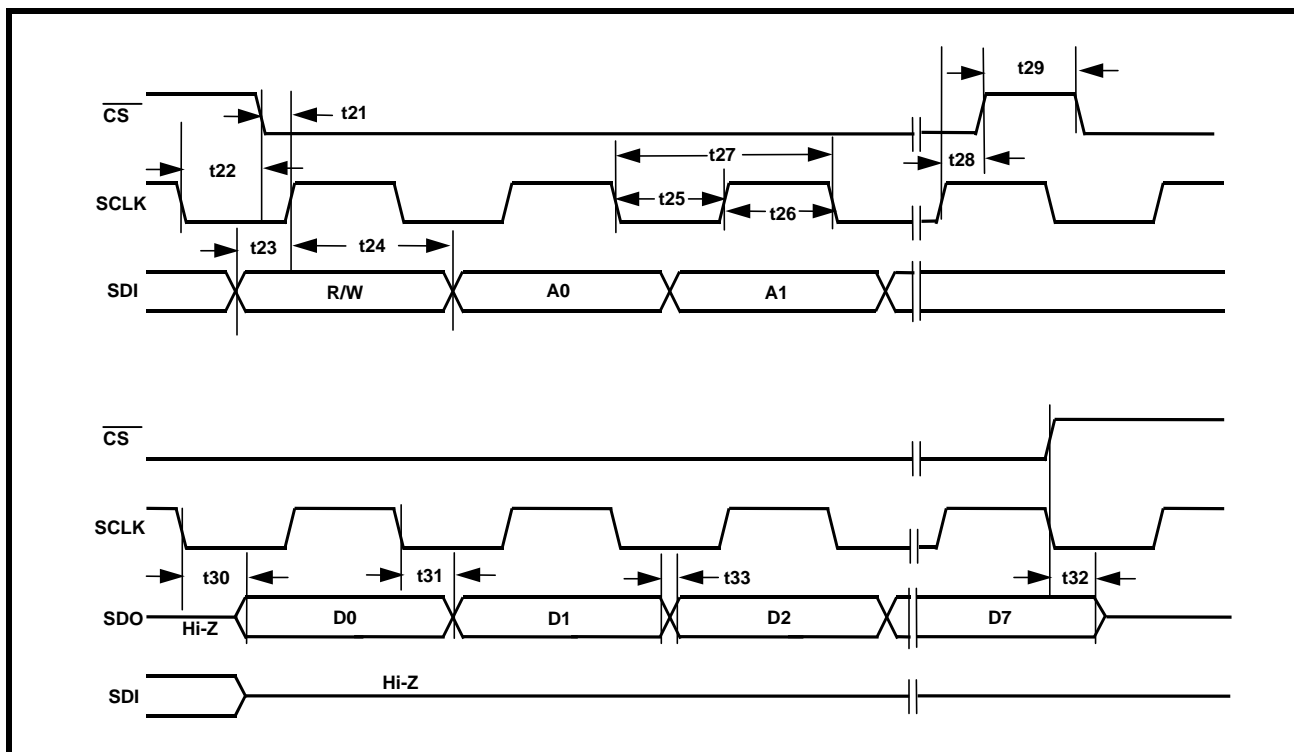 t29
CS
t21
t27
t28
t22
SCLK
t25
t26
t23
t24
SDI
R/W
A0
A1
CS
SCLK
t30
t31
t33
t32
SDO
Hi-Z
D0
D1
D2
D7
Hi-Z
SDI